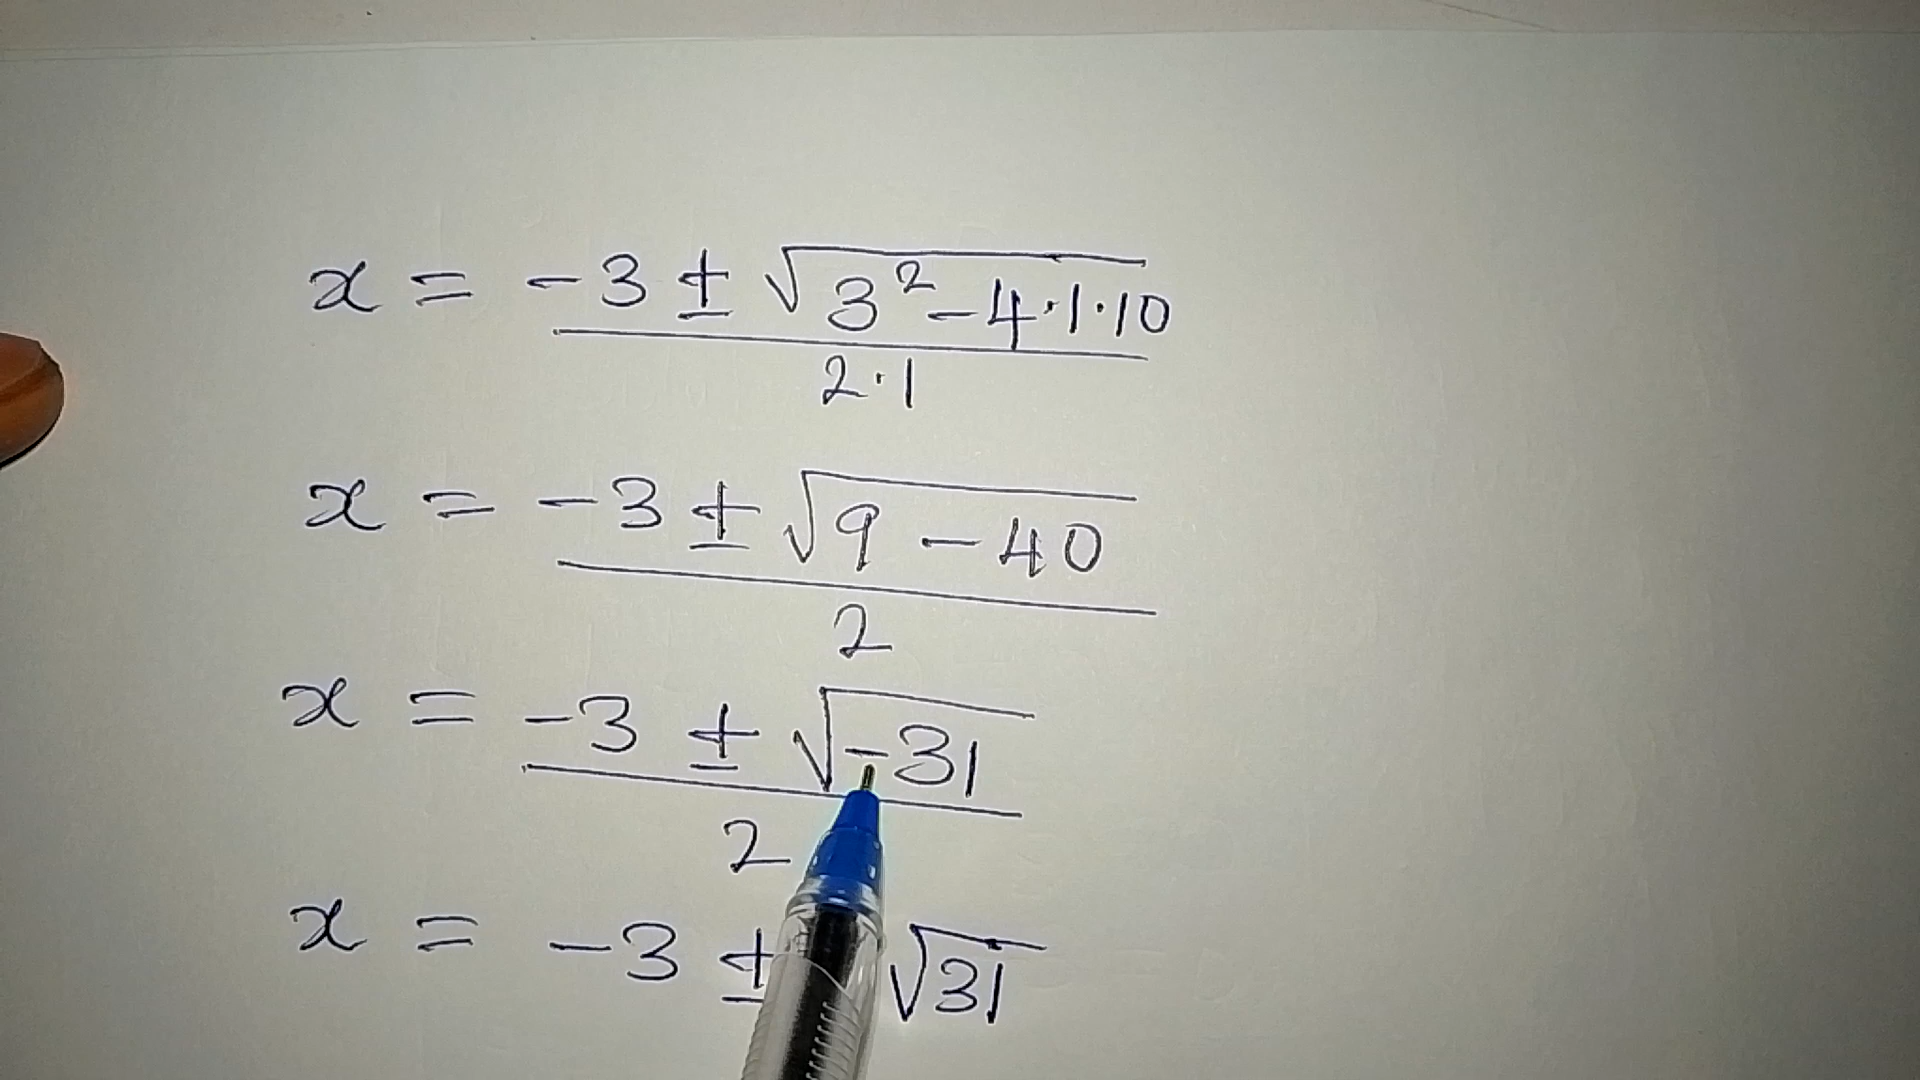 x = -3 ± √3² - 4·1·10
2·1
x = -3 ± √9 - 40
2
x = -3 ± √-31
2
x = -3 ± √31